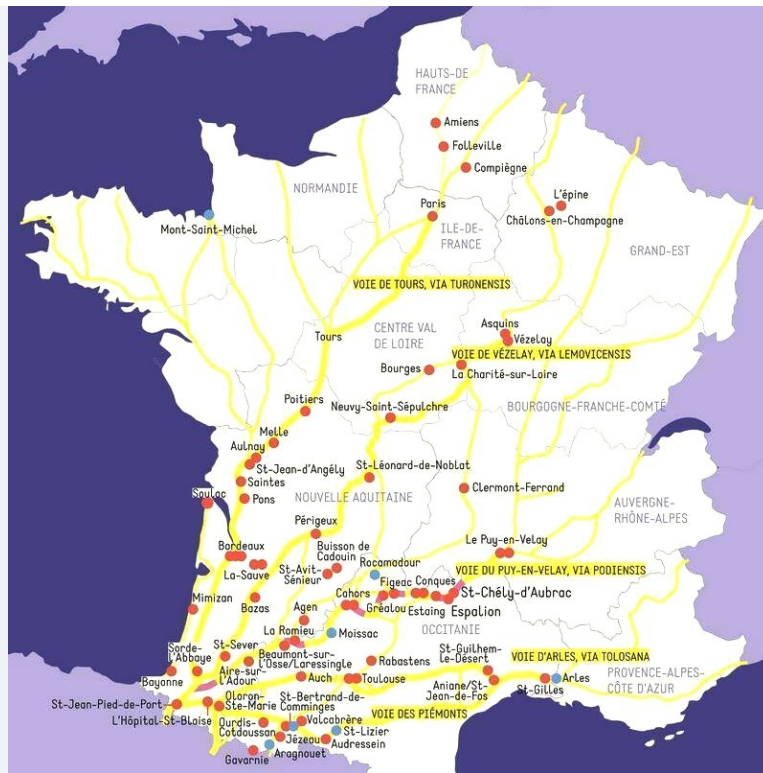 HAUTS-DE
FRANCE
Amiens
Folleville
Compiègne
NORMANDIE
L'épine
Paris
Châlons-en-Champagne
Mont-Saint-Michel
ILE-DE-
FRANCE
GRAND-EST
VOIE DE TOURS, VIA TURONENSIS
Tours
CENTRE VAL
DE LOIRE
Asquins
Vézelay
VOIE DE VÉZELAY, VIA LEMOVICENSIS
Bourges
La Charité-sur-Loire
Poitiers
Neuvy-Saint-Sépulchre
BOURGOGNE-FRANCHE-COMTÉ
Melle
Aulnay
St-Jean-d'Angély
St-Léonard-de-Noblat
Saintes
Clermont-Ferrand
Soulac
Pons
NOUVELLE AQUITAINE
AUVERGNE-
RHÔNE-ALPES
Périgeux
Bordeaux
Buisson de
Cadouin
Le Puy-en-Velay
La-Sauve
St-Avit-
Sénieur
Rocamadour
VOIE DU PUY-EN-VELAY, VIA PODIENSIS
Figeac
Conques
Mimizan
Bazas
Cahors
St-Chély-d'Aubrac
Gréalou
Estaing
Espalion
Agen
La Romieu
Moissac
OCCITANIE
Sorde-
l'Abbaye
St-Sever
Beaumont-sur-
L'Osse/Laressingle
St-Guilhem-
le-Désert
VOIE D'ARLES, VIA TOLOSANA
Bayonne
Aire-sur-
l'Adour
Rabastens
PROVENCE-ALPES-
CÔTE D'AZUR
Auch
Toulouse
Aniane/St-
Jean-de-Fos
St-Gilles
Arles
St-Jean-Pied-de-Port
Oloron-
Ste-Marie
St-Bertrand-de-
Comminges
L'Hôpital-St-Blaise
Ourdis-
Cotdoussan
Valcabrère
VOIE DES PIÉMONTS
St-Lizier
Jézeau
Audressein
Gavarnie
Aragnouet